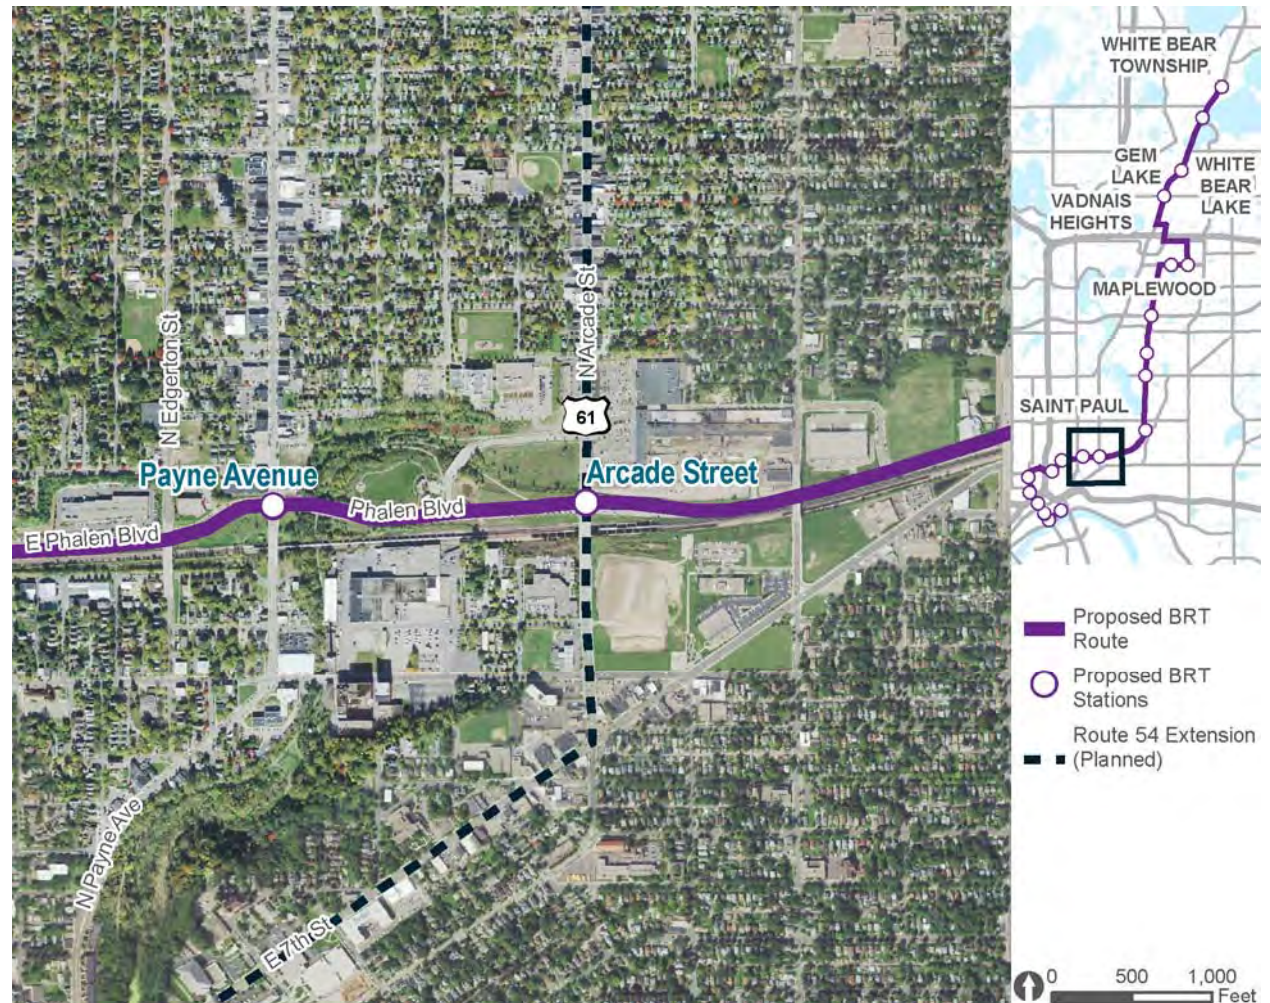 N Edgerton St
N Arcade St
61
Payne Avenue
Arcade Street
Phalen Blvd
E Phalen Blvd
N Payne Ave
E 7th St
WHITE BEAR
TOWNSHIP
GEM
LAKE
WHITE
BEAR
LAKE
VADNAIS
HEIGHTS
MAPLEWOOD
SAINT PAUL
Proposed BRT
Route
Proposed BRT
Stations
Route 54 Extension
(Planned)
0 500 1,000
Feet